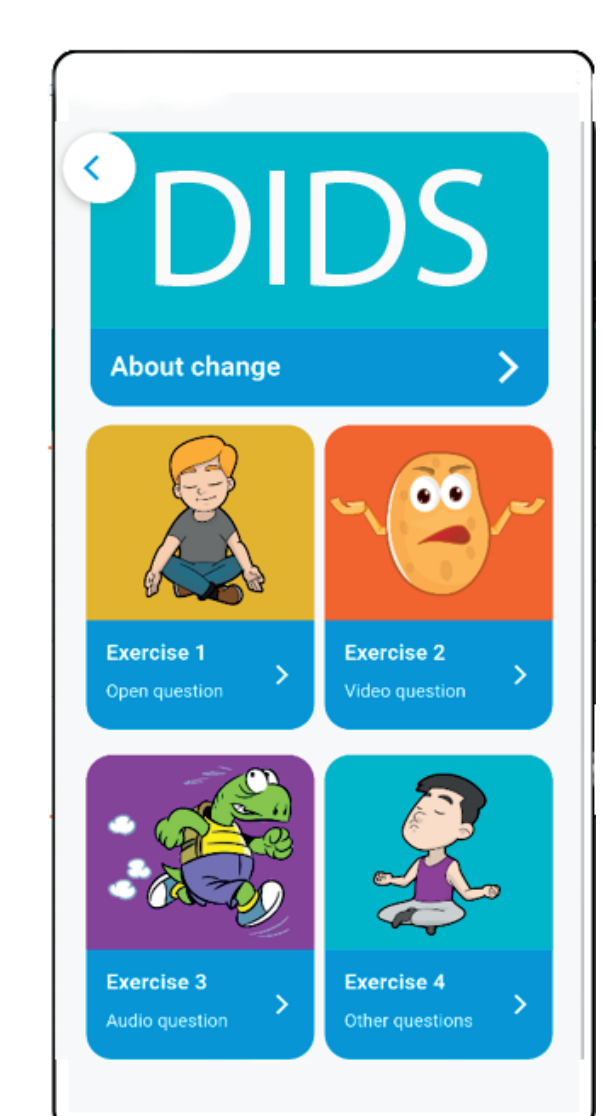 DIDS
About change
Exercise 1
Open question
Exercise 2
Video question
Exercise 3
Audio question
Exercise 4
Other questions